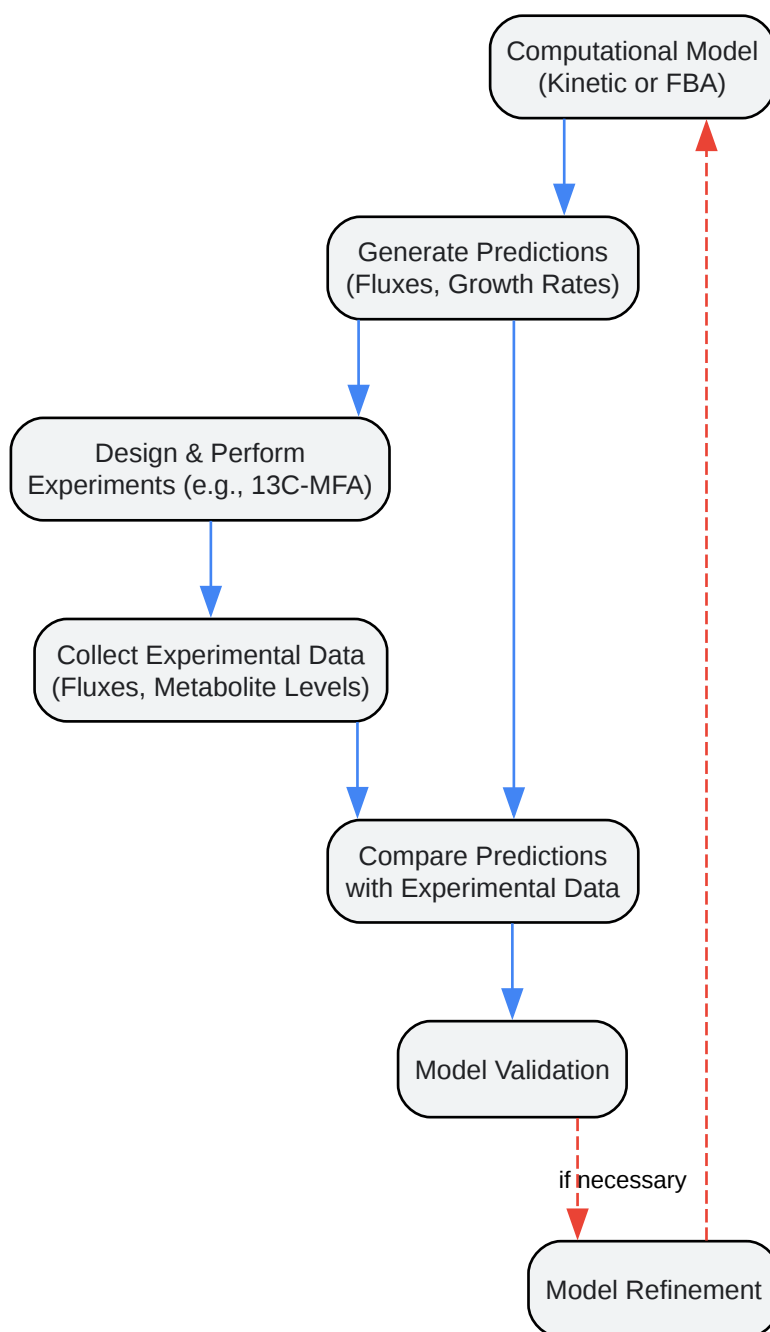 Computational Model
(Kinetic or FBA)
Generate Predictions
(Fluxes, Growth Rates)
Design & Perform
Experiments (e.g., 13C-MFA)
Collect Experimental Data
(Fluxes, Metabolite Levels)
Compare Predictions
with Experimental Data
Model Validation
if necessary
Model Refinement